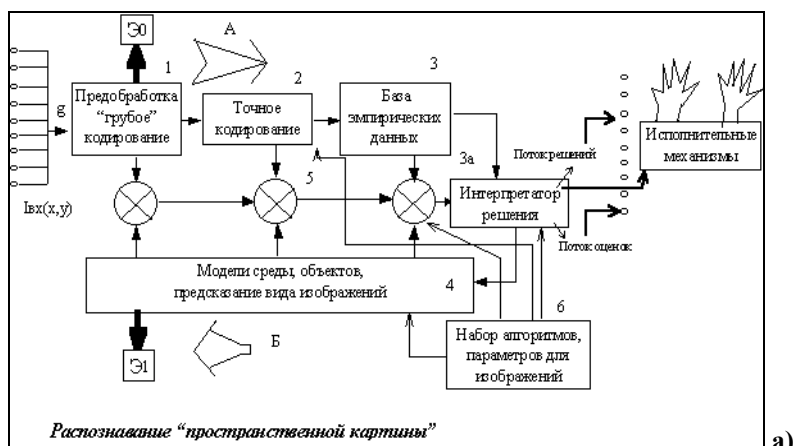 Э0
А
1
2
3
g
Предобработка
“грубое”
кодирование
Точное
кодирование
База
эмпирических
данных
3а
Поток решений
Исполнительные
механизмы
5
Интерпретатор
решения
Iвх(x,y)
Поток оценок
Модели среды, объектов,
предсказание вида изображений
4
6
Набор алгоритмов,
параметров для
изображений
Б
Э1
Распознавание “пространственной картины”
а)